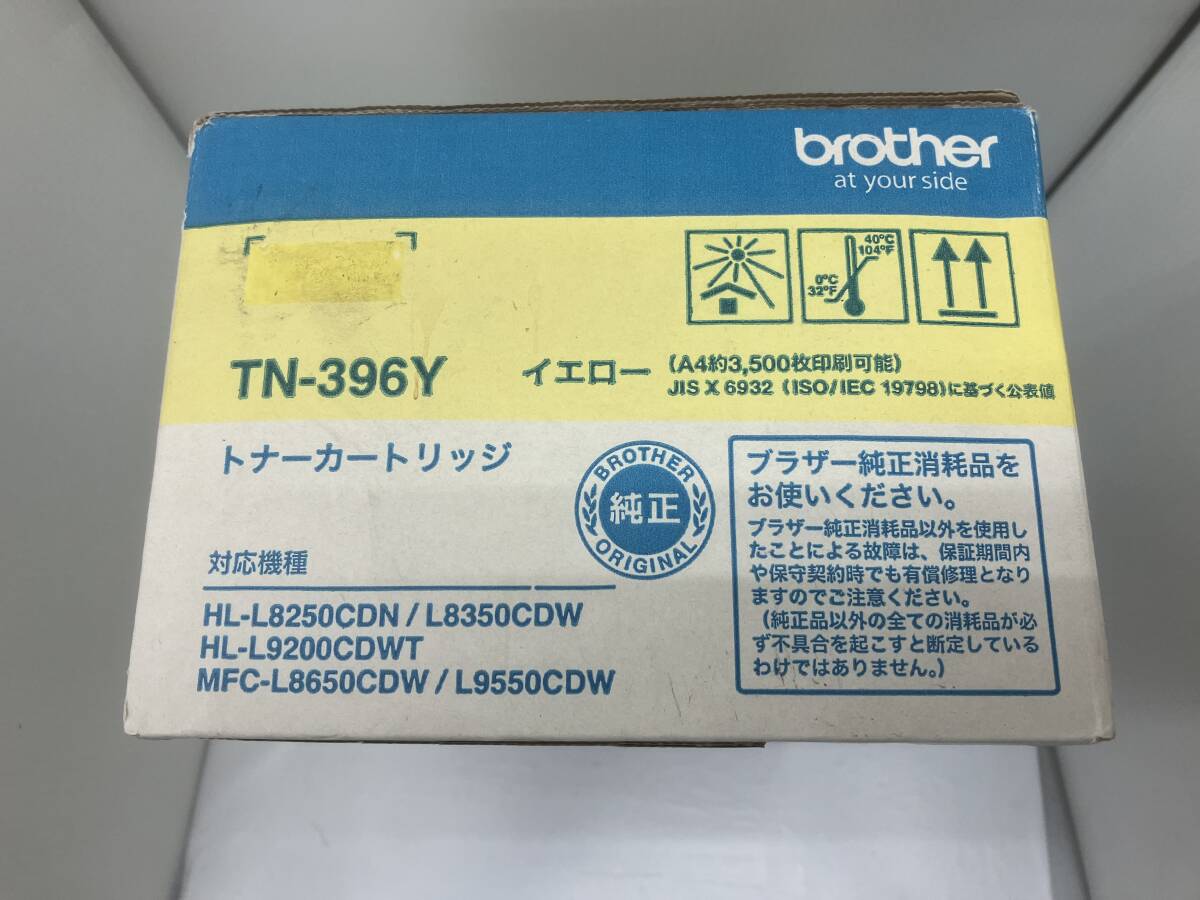 brother
at your side
40°C
104°F
0°C
32°F
TN-396Y イエロー (A4約3,500枚印刷可能)
JIS X 6932 (ISO/IEC 19798)に基づく公表値
トナーカートリッジ
BROTHER
純正
ORIGINAL
ブラザー純正消耗品を
お使いください。
ブラザー純正消耗品以外を使用し
たことによる故障は、保証期間内
や保守契約時でも有償修理となり
ますのでご注意ください。
(純正品以外の全ての消耗品が必
ず不具合を起こすと断定している
わけではありません。)
対応機種
HL-L8250CDN / L8350CDW
HL-L9200CDWT
MFC-L8650CDW / L9550CDW